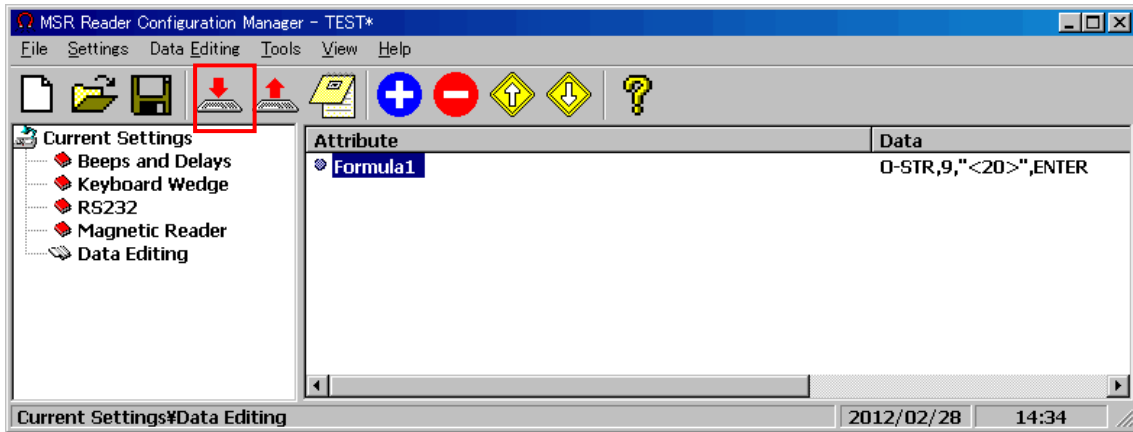 MSR Reader Configuration Manager - TEST*
File Settings Data Editing Tools View Help
Current Settings
Beeps and Delays
Keyboard Wedge
RS232
Magnetic Reader
Data Editing
Attribute Data
Formula1 O-STR,9,"<20>",ENTER
Current Settings¥Data Editing 2012/02/28 14:34